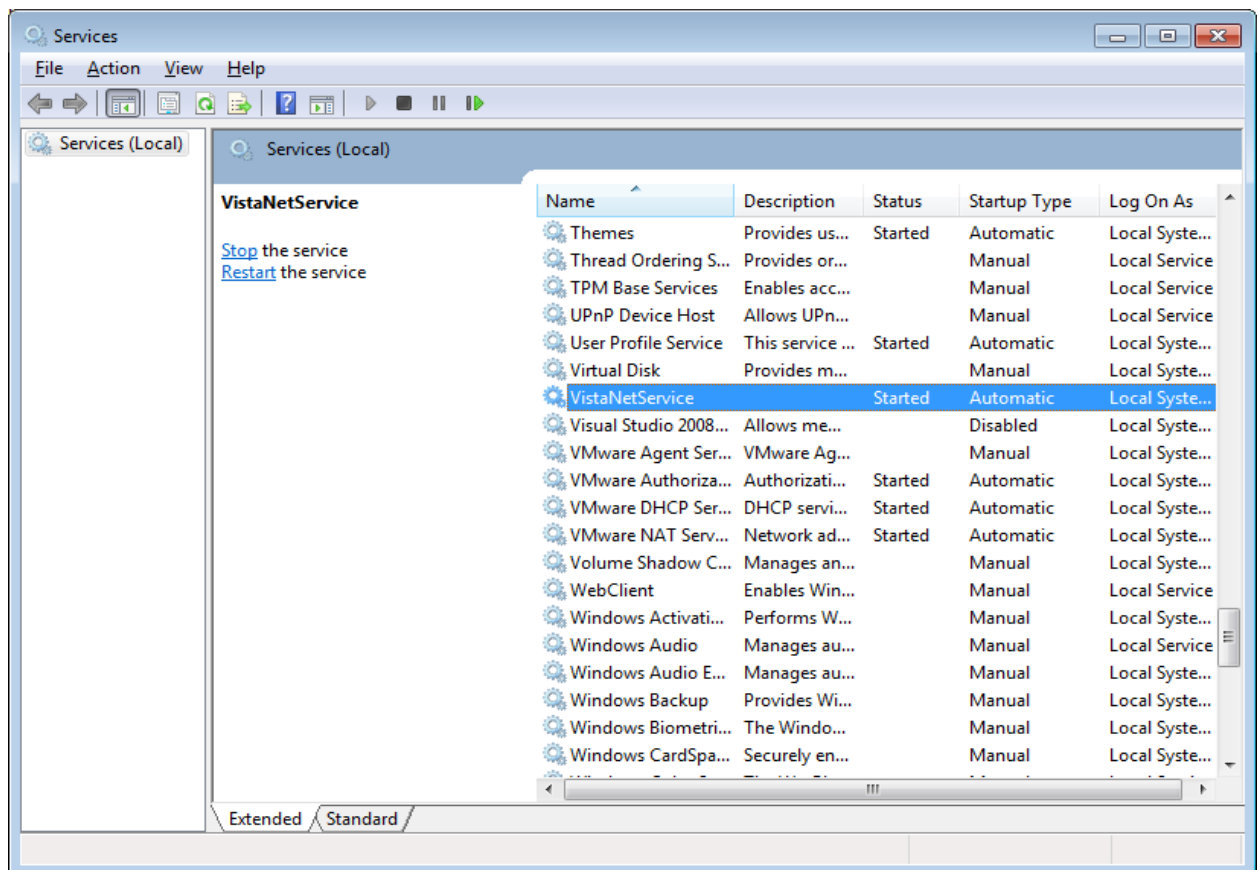 Services
File Action View Help
Services (Local)
Services (Local)
VistaNetService
Stop the service
Restart the service
Name Description Status Startup Type Log On As
Themes Provides us... Started Automatic Local Syste...
Thread Ordering S... Provides or... Manual Local Service
TPM Base Services Enables acc... Manual Local Service
UPnP Device Host Allows UPn... Manual Local Service
User Profile Service This service ... Started Automatic Local Syste...
Virtual Disk Provides m... Manual Local Syste...
VistaNetService Started Automatic Local Syste...
Visual Studio 2008... Allows me... Disabled Local Syste...
VMware Agent Ser... VMware Ag... Manual Local Syste...
VMware Authoriza... Authorizati... Started Automatic Local Syste...
VMware DHCP Ser... DHCP servi... Started Automatic Local Syste...
VMware NAT Serv... Network ad... Started Automatic Local Syste...
Volume Shadow C... Manages an... Manual Local Syste...
WebClient Enables Win... Manual Local Service
Windows Activati... Performs W... Manual Local Syste...
Windows Audio Manages au... Manual Local Service
Windows Audio E... Manages au... Manual Local Syste...
Windows Backup Provides Wi... Manual Local Syste...
Windows Biometri... The Windo... Manual Local Syste...
Windows CardSpa... Securely en... Manual Local Syste...
Extended Standard